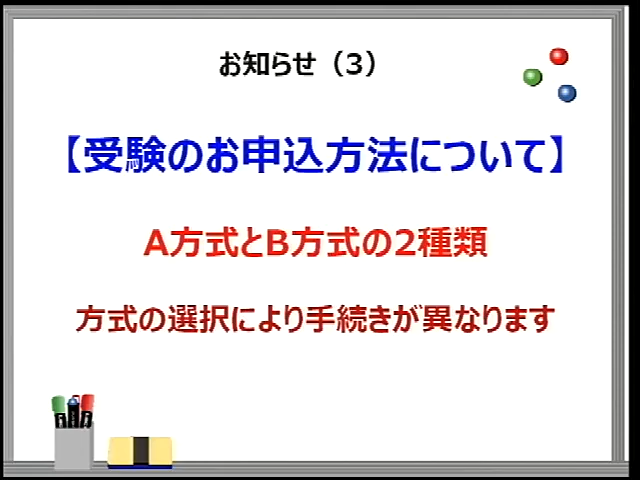 お知らせ（3）
【受験のお申込方法について】
A方式とB方式の2種類
方式の選択により手続きが異なります